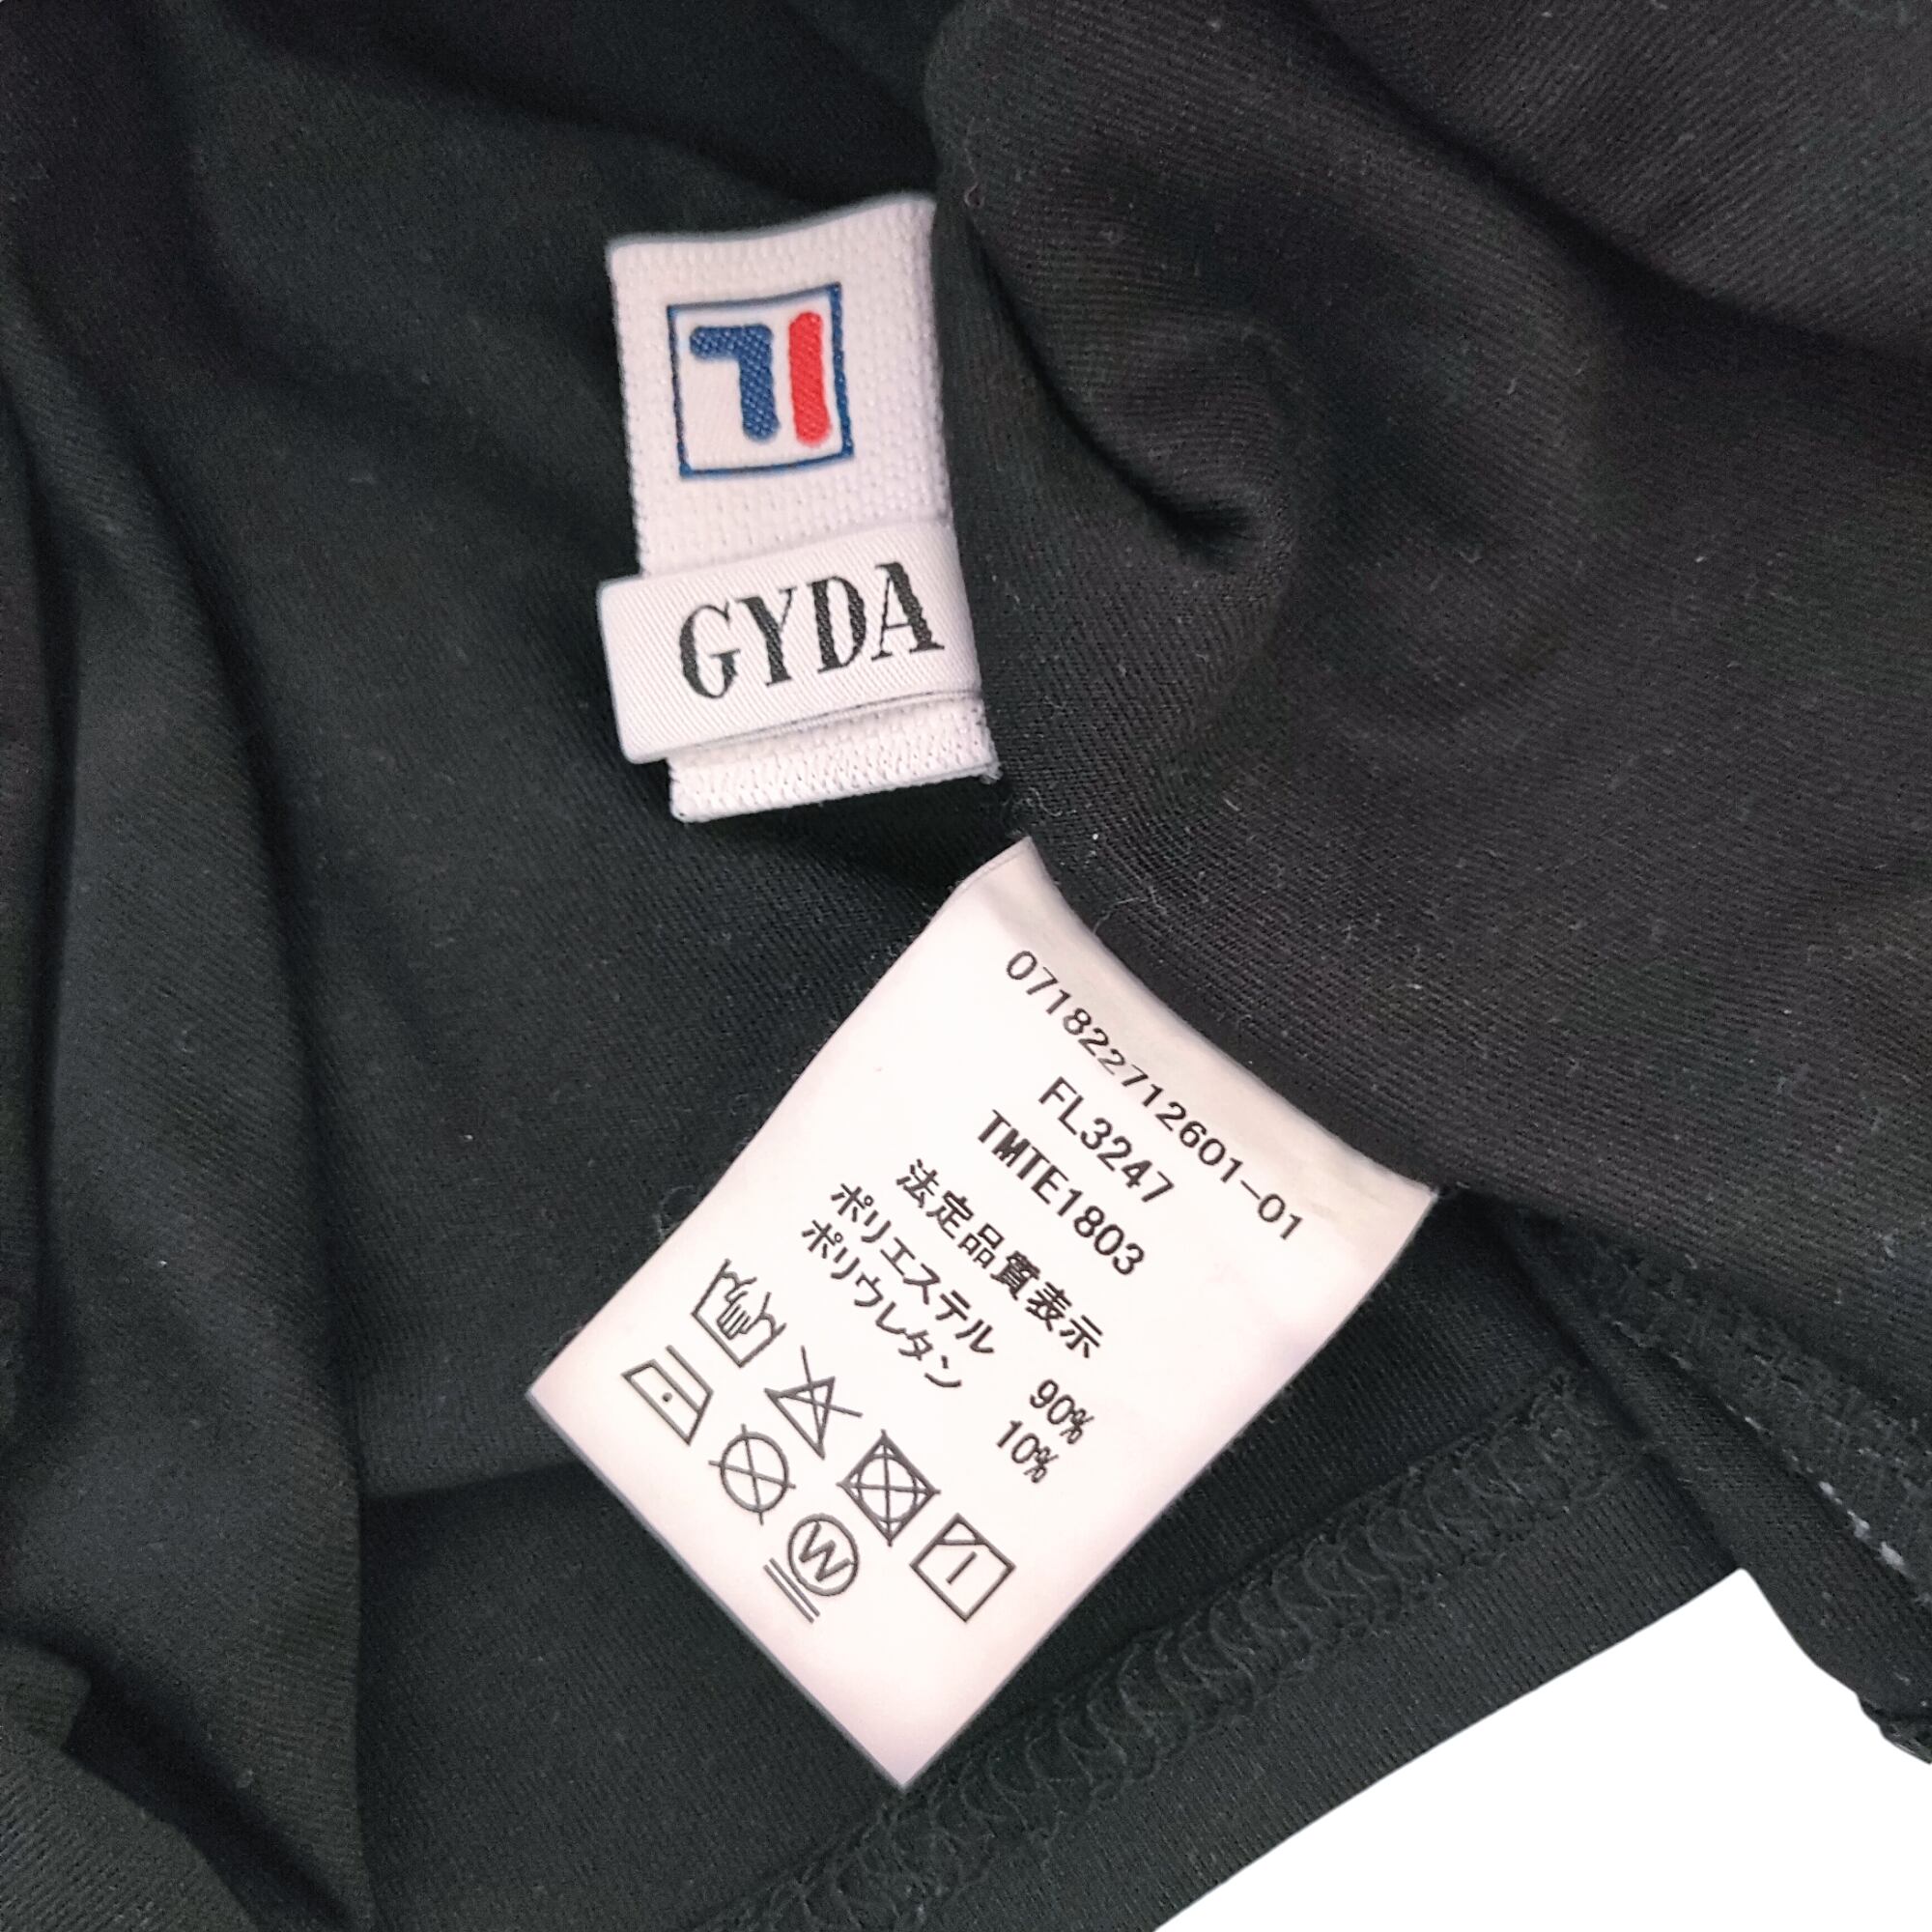 GYDA
071822712601-01
FL3247
TMTE1803
法定品質表示
ポリエステル 90%
ポリウレタン 10%
W